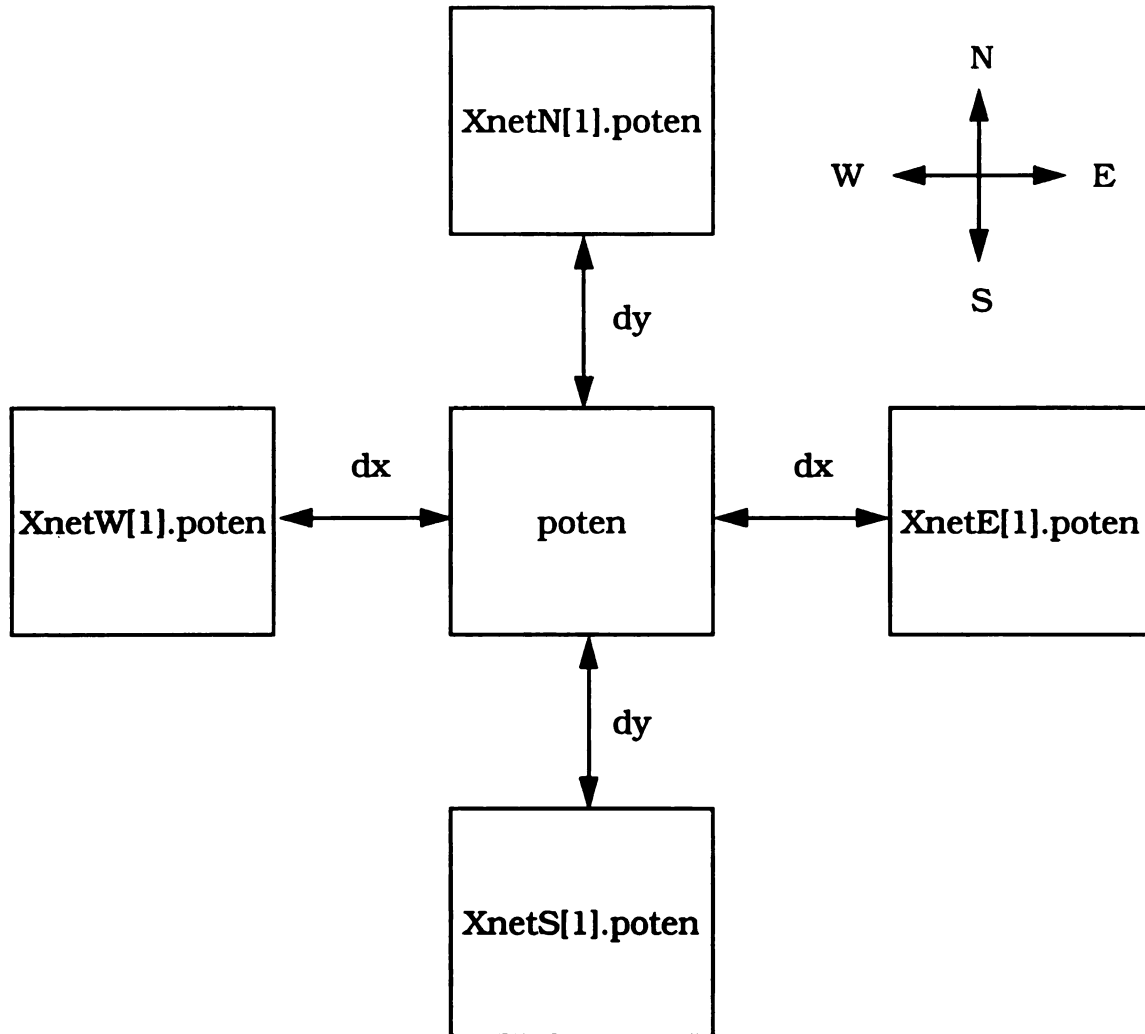 N
XnetN[1].poten
W
E
S
dy
dx
dx
XnetW[1].poten
poten
XnetE[1].poten
dy
XnetS[1].poten